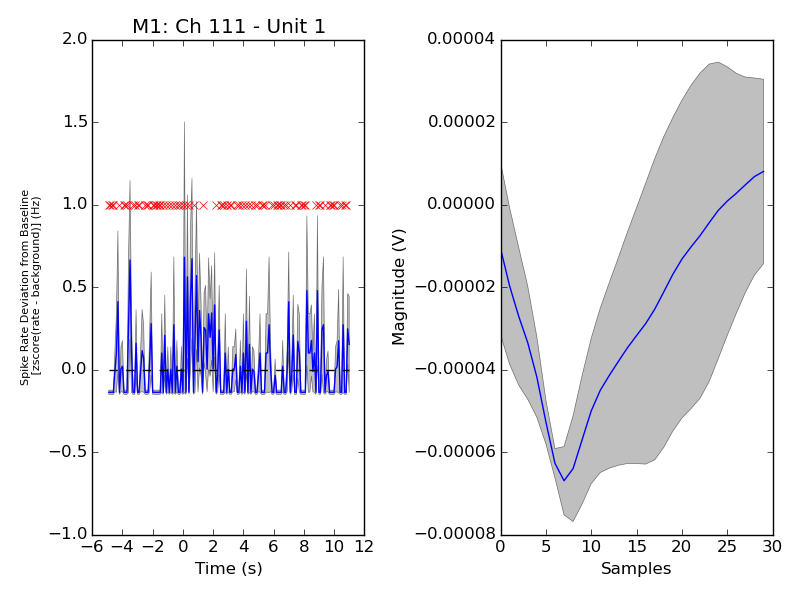 M1: Ch 111 - Unit 1
2.0
1.5
1.0
0.5
0.0
−0.5
−1.0
−6 −4 −2 0 2 4 6 8 10 12
Time (s)
Spike Rate Deviation from Baseline
[zscore(rate - background)] (Hz)
0.00004
0.00002
0.00000
−0.00002
−0.00004
−0.00006
−0.00008
0 5 10 15 20 25 30
Samples
Magnitude (V)